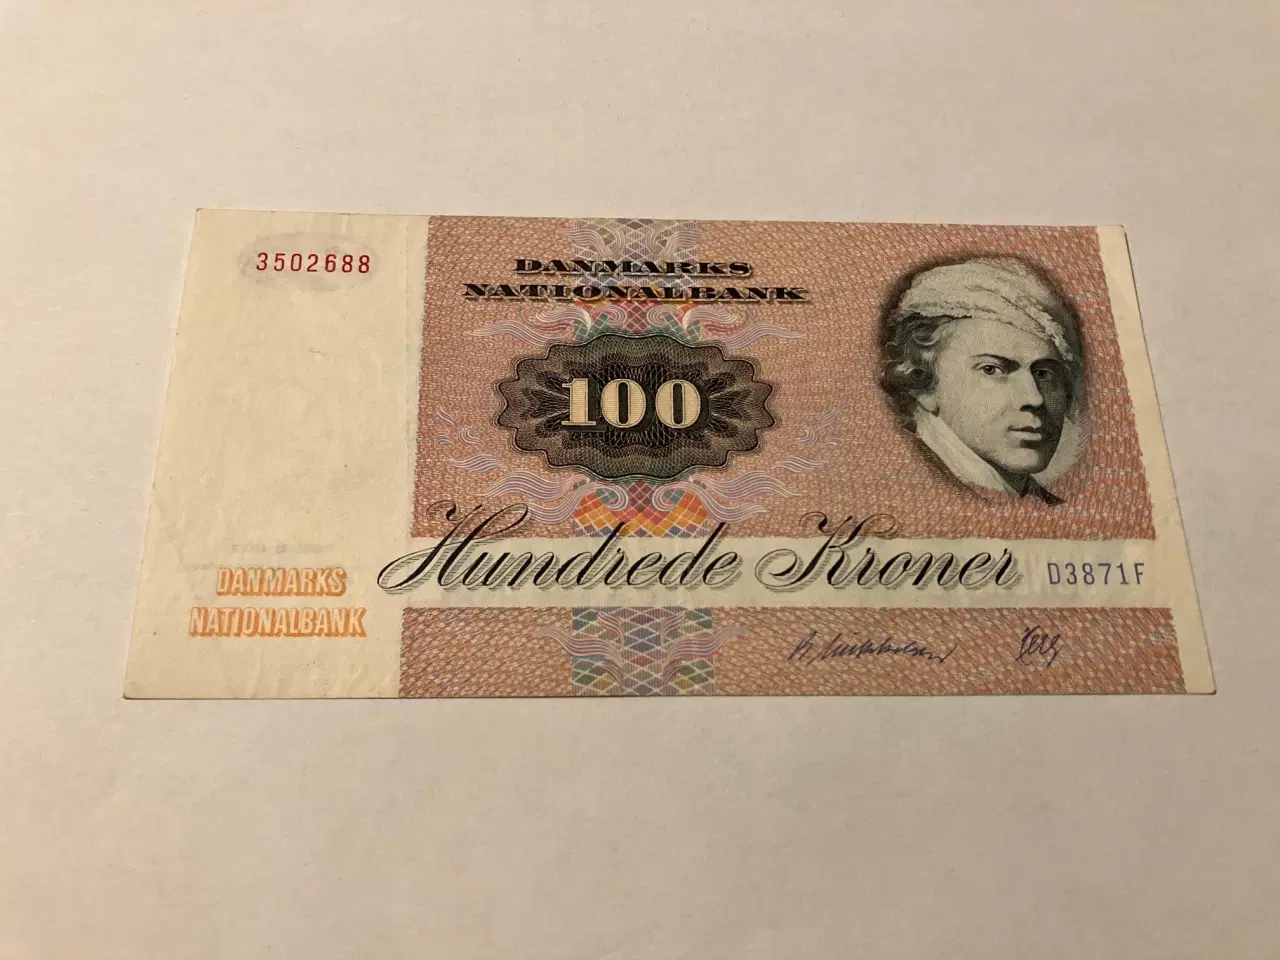 3502688
DANMARKS
NATIONALBANK
100
Hundrede Kroner
D3871F
DANMARKS
NATIONALBANK